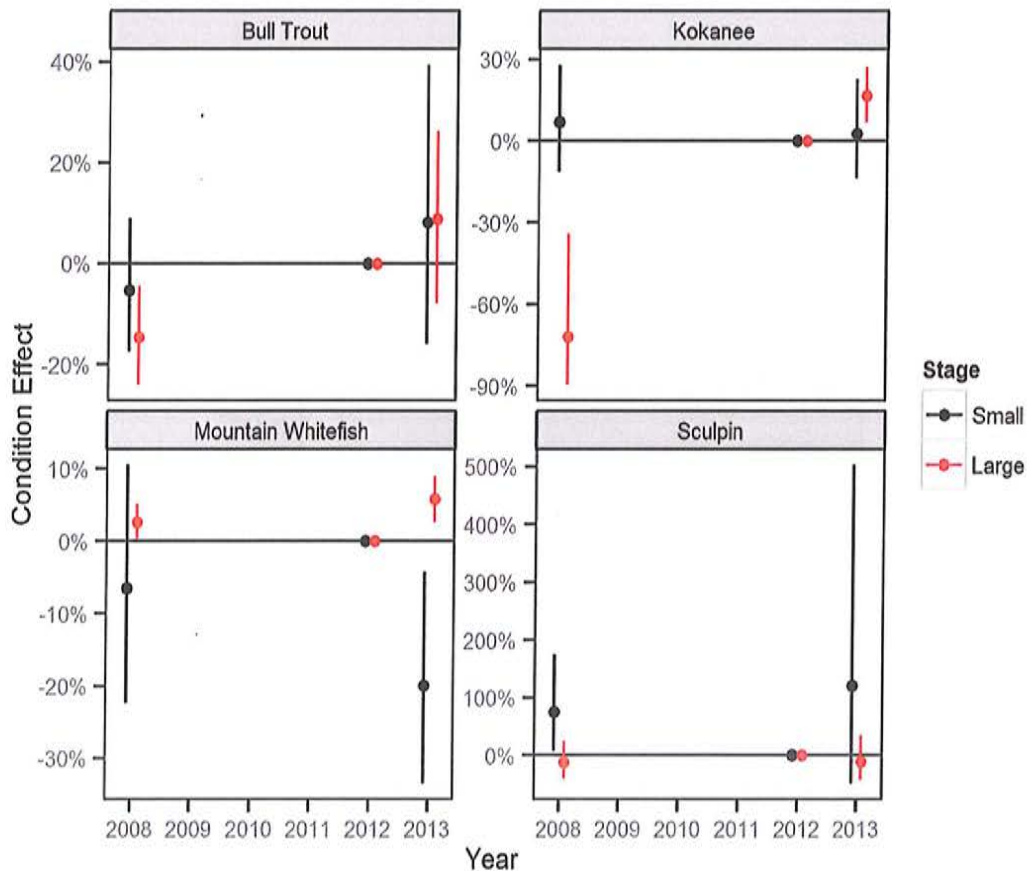 Bull Trout
Kokanee
40%
20%
0%
-20%
30%
0%
-30%
-60%
-90%
Condition Effect
Mountain Whitefish
Sculpin
10%
0%
-10%
-20%
-30%
500%
400%
300%
200%
100%
0%
2008 2009 2010 2011 2012 2013
2008 2009 2010 2011 2012 2013
Year
Stage
Small
Large